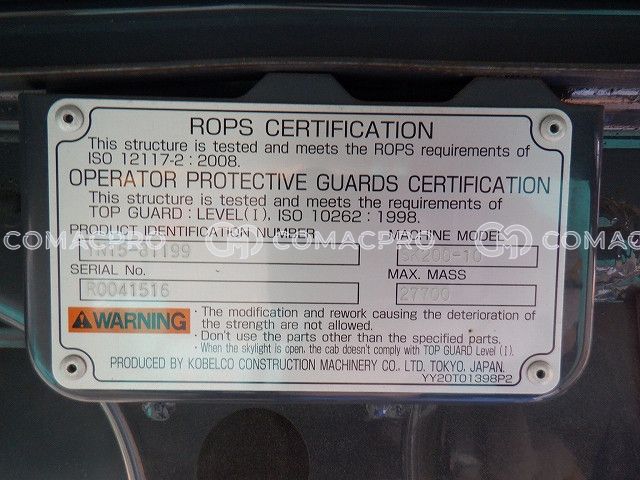 ROPS CERTIFICATION
This structure is tested and meets the ROPS requirements of
ISO 12117-2 : 2008.
OPERATOR PROTECTIVE GUARDS CERTIFICATION
This structure is tested and meets the requirements of
TOP GUARD : LEVEL(I), ISO 10262 : 1998.
PRODUCT IDENTIFICATION NUMBER MACHINE MODEL
COMACPRO COMACPRO COMACPRO
YN15-81199 SK200-10
SERIAL No. MAX. MASS
R0041516 27700
WARNING
· The modification and rework causing the deterioration of
the strength are not allowed.
· Don't use the parts other than the specified parts.
· When the skylight is open, the cab doesn't comply with TOP GUARD Level (I).
PRODUCED BY KOBELCO CONSTRUCTION MACHINERY CO., LTD. TOKYO, JAPAN.
YY20T01398P2